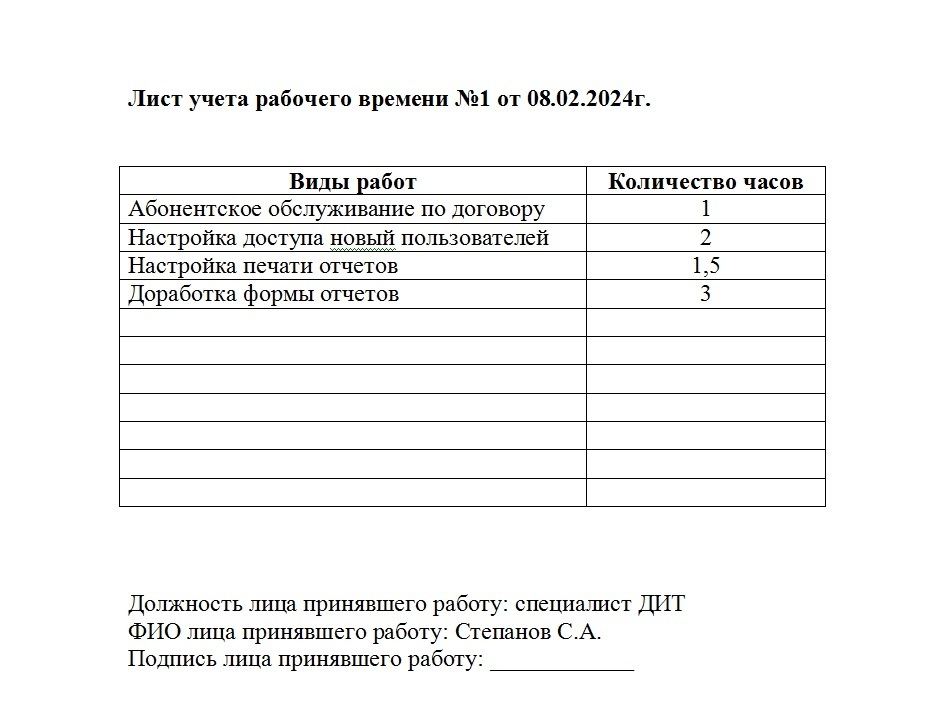 Лист учета рабочего времени №1 от 08.02.2024г.
Виды работ Количество часов
Абонентское обслуживание по договору 1
Настройка доступа новый пользователей 2
Настройка печати отчетов 1,5
Доработка формы отчетов 3
Должность лица принявшего работу: специалист ДИТ
ФИО лица принявшего работу: Степанов С.А.
Подпись лица принявшего работу: ____________